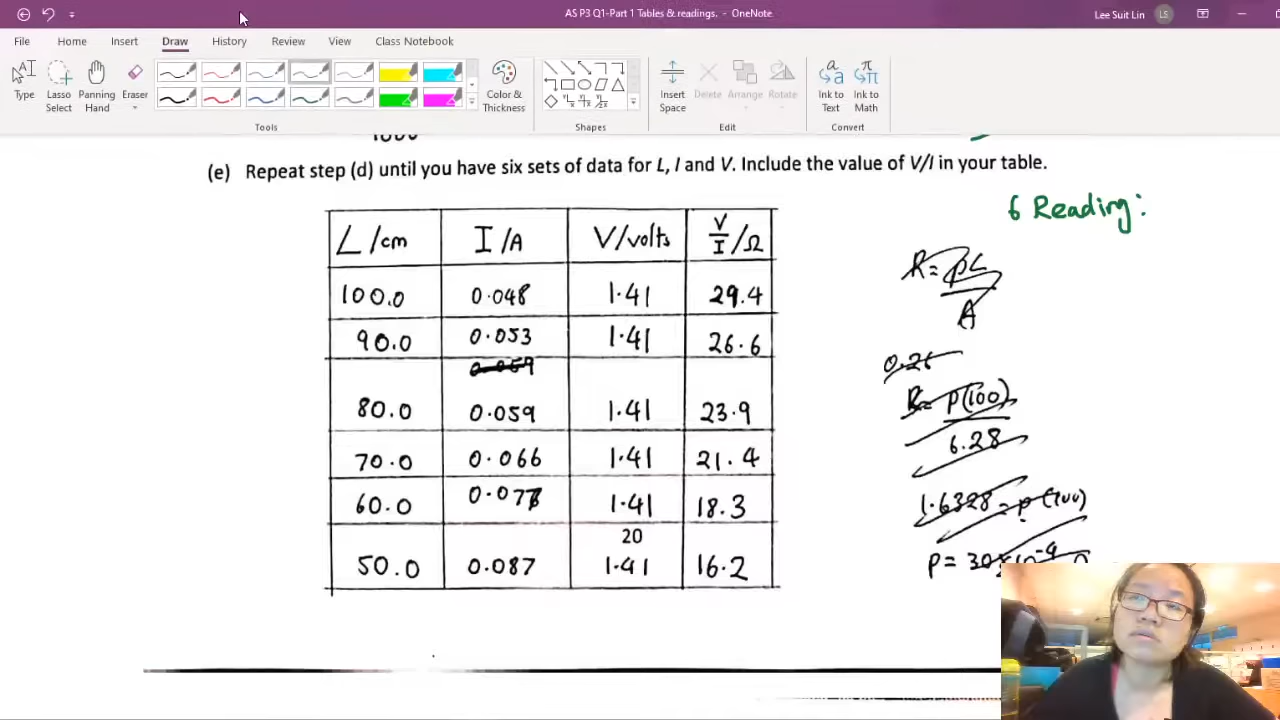 AS P3 Q1-Part 1 Tables & readings. - OneNote
Lee Suit Lin
LS
File Home Insert Draw View History Review View Class Notebook
Type
Lasso Select
Panning Hand
Eraser
Color & Thickness
Insert Space
Delete
Arrange
Rotate
Ink to Text
Ink to Math
Tools
Shapes
Edit
Convert
1000
(e) Repeat step (d) until you have six sets of data for L, I and V. Include the value of V/I in your table.
6 Reading:
L/cm I/A V/volts V/I/Ω
100.0 0.048 1.41 29.4
90.0 0.053 1.41 26.6
0.059
80.0 0.059 1.41 23.9
70.0 0.066 1.41 21.4
60.0 0.077 1.41 18.3
20
50.0 0.087 1.41 16.2
R = ρL
A
0.26
R = ρ(100)
6.28
1.6328 = ρ(100)
ρ =